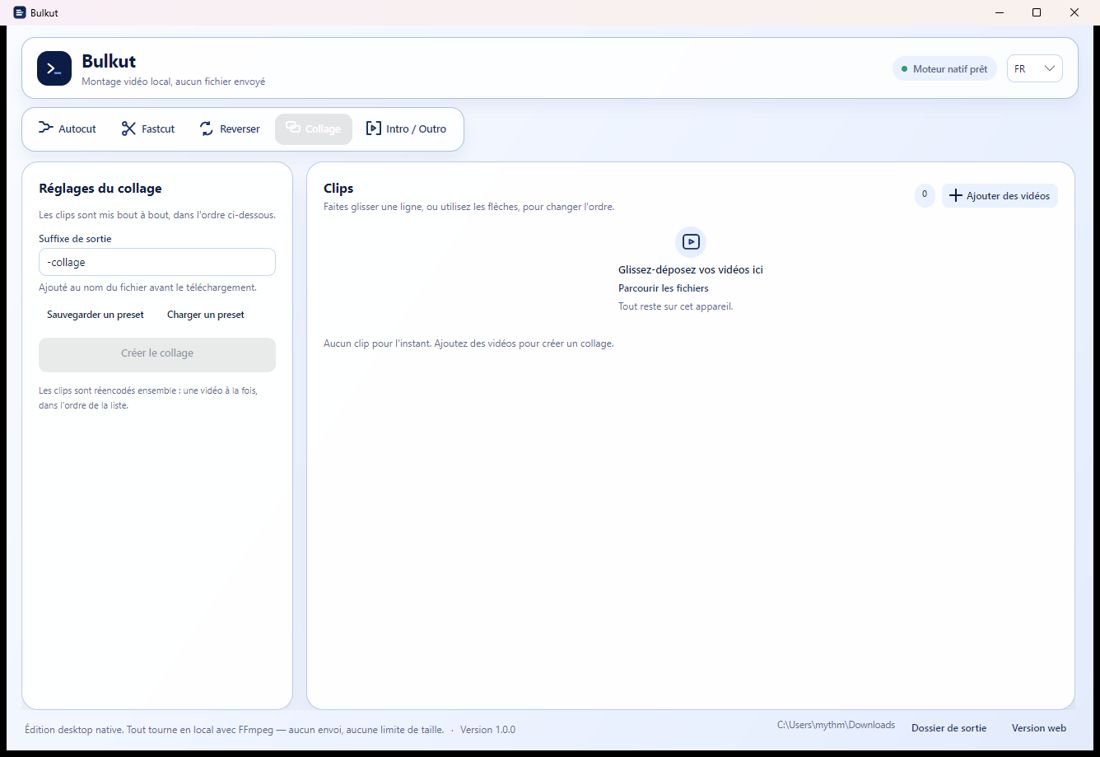 Bulkut
Bulkut
Montage vidéo local, aucun fichier envoyé
Moteur natif prêt
FR
Autocut
Fastcut
Reverser
Collage
Intro / Outro
Réglages du collage
Les clips sont mis bout à bout, dans l'ordre ci-dessous.
Suffixe de sortie
-collage
Ajouté au nom du fichier avant le téléchargement.
Sauvegarder un preset
Charger un preset
Créer le collage
Les clips sont réencodés ensemble : une vidéo à la fois,
dans l'ordre de la liste.
Clips
Faites glisser une ligne, ou utilisez les flèches, pour changer l'ordre.
0
Ajouter des vidéos
Glissez-déposez vos vidéos ici
Parcourir les fichiers
Tout reste sur cet appareil.
Aucun clip pour l'instant. Ajoutez des vidéos pour créer un collage.
Édition desktop native. Tout tourne en local avec FFmpeg — aucun envoi, aucune limite de taille. · Version 1.0.0
C:\Users\mythm\Downloads
Dossier de sortie
Version web